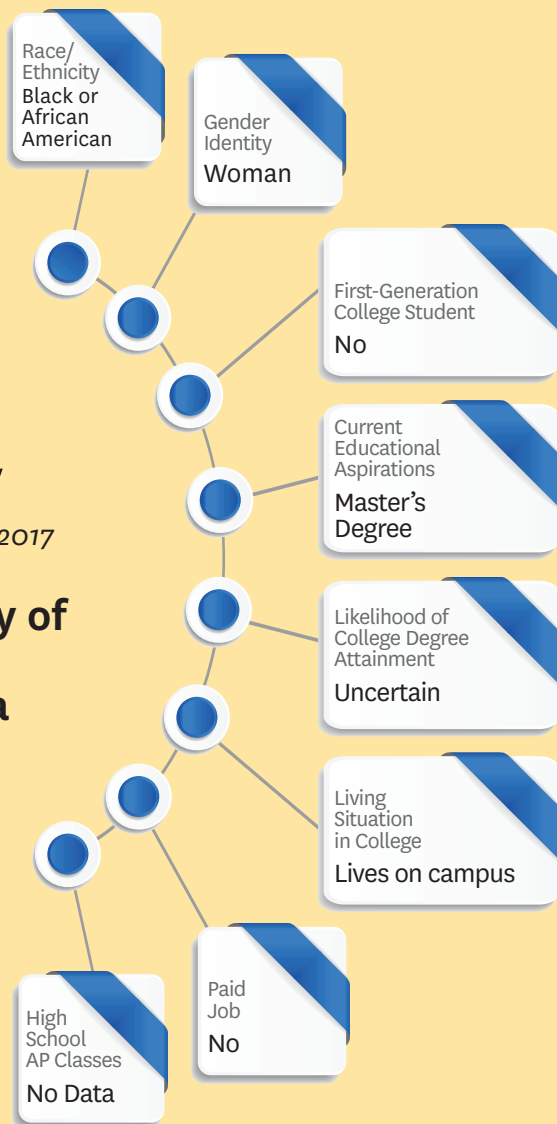 Race/
Ethnicity
Black or
African
American
Gender
Identity
Woman
First-Generation
College Student
No
Current
Educational
Aspirations
Master’s
Degree
2017
y of
Likelihood of
College Degree
Attainment
Uncertain
a
Living
Situation
in College
Lives on campus
Paid
Job
No
High
School
AP Classes
No Data